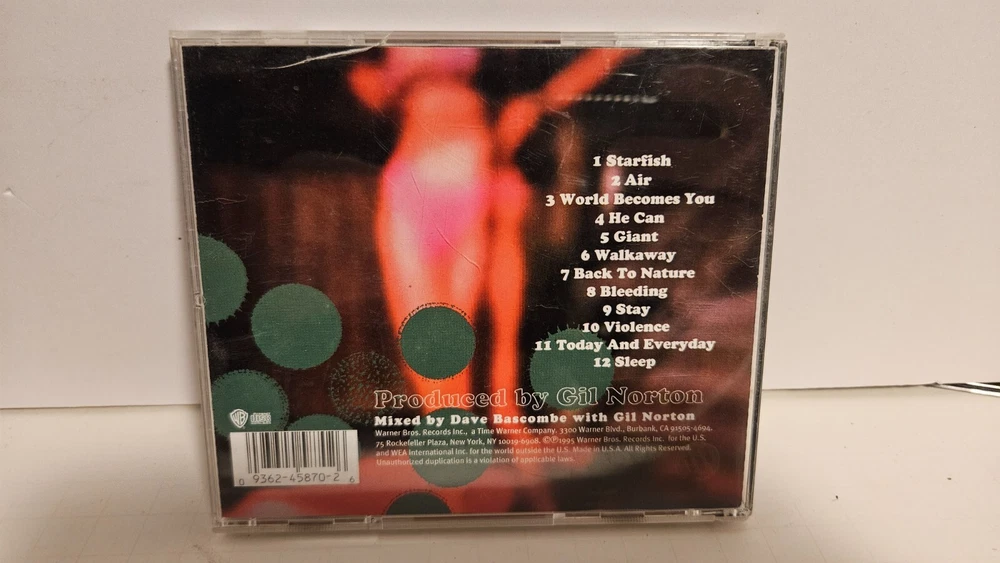 1 Starfish
2 Air
3 World Becomes You
4 He Can
5 Giant
6 Walkaway
7 Back To Nature
8 Bleeding
9 Stay
10 Violence
11 Today And Everyday
12 Sleep
Produced by Gil Norton
Mixed by Dave Bascombe with Gil Norton
Warner Bros. Records Inc., a Time Warner Company, 3300 Warner Blvd., Burbank, CA 91505-4694.
75 Rockefeller Plaza, New York, NY 10019-6908. ©℗1995 Warner Bros. Records Inc. for the U.S.
and WEA International Inc. for the world outside the U.S. Made in U.S.A. All Rights Reserved.
Unauthorized duplication is a violation of applicable laws.
WB
0 9362-45870-2 6